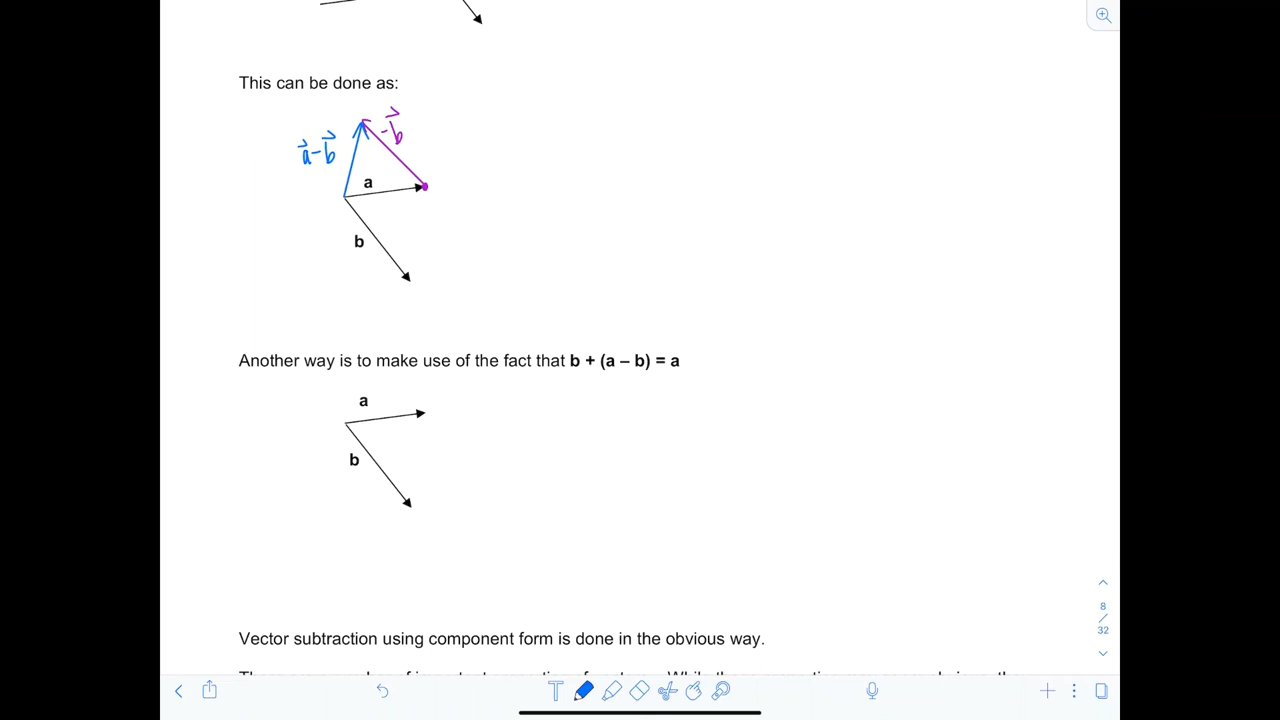 This can be done as:
-b
a-b
a
b
Another way is to make use of the fact that b + (a – b) = a
a
b
8
/
32
Vector subtraction using component form is done in the obvious way.
T